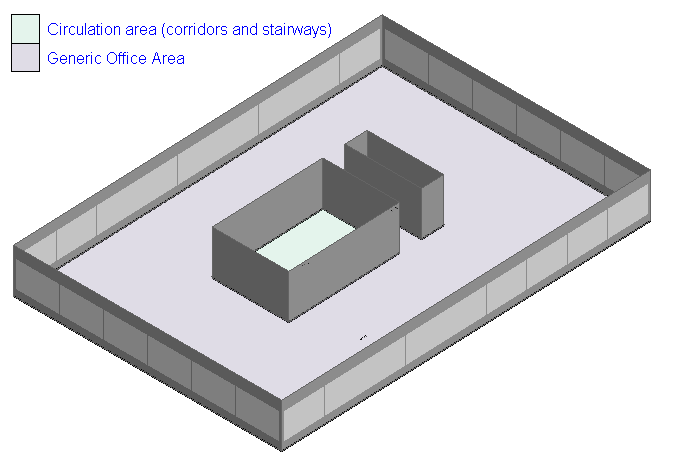 Circulation area (corridors and stairways)
Generic Office Area